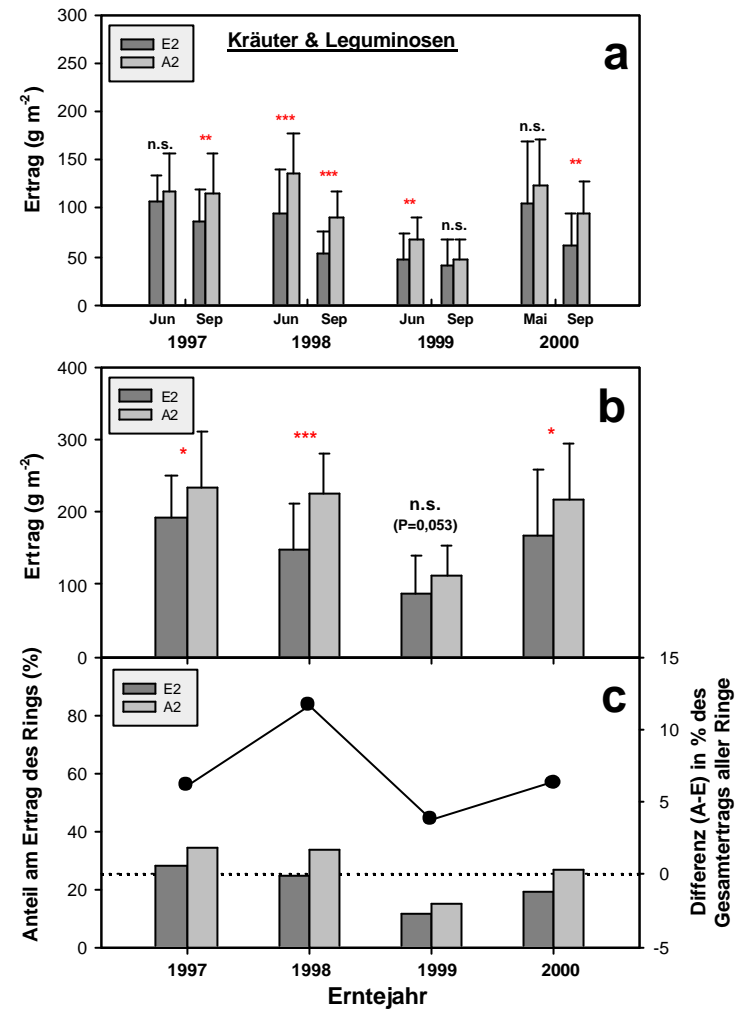 Kräuter & Leguminosen
a
E2
A2
Ertrag (g m-2)
300
250
200
150
100
50
0
n.s.
**
***
***
**
n.s.
n.s.
**
Jun Sep Jun Sep Jun Sep Mai Sep
1997 1998 1999 2000
b
E2
A2
Ertrag (g m-2)
400
300
200
100
0
*
***
n.s.
(P=0,053)
*
c
E2
A2
Anteil am Ertrag des Rings (%)
80
60
40
20
0
15
10
5
0
-5
Differenz (A-E) in % des
Gesamtertrags aller Ringe
1997 1998 1999 2000
Erntejahr